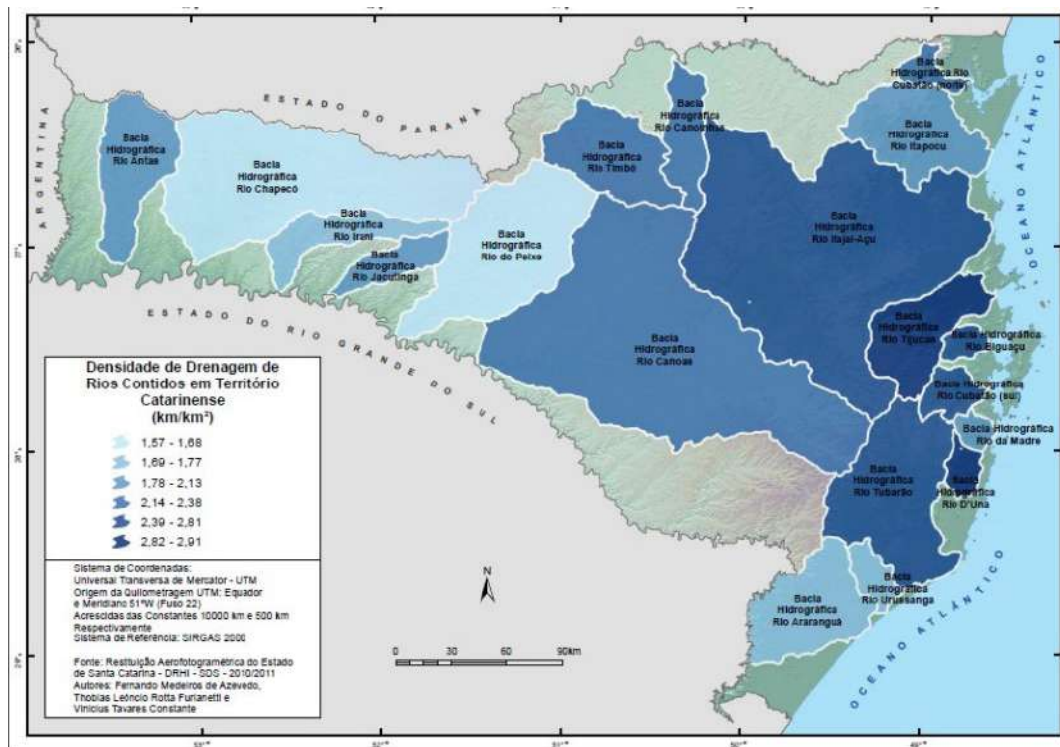 ESTADO DO PARANÁ
ARGENTINA
Bacia
Hidrográfica
Rio Antas
Bacia
Hidrográfica
Rio Chapecó
Bacia
Hidrográfica
Rio Irani
Bacia
Hidrográfica
Rio Jacutinga
Bacia
Hidrográfica
Rio do Peixe
Bacia
Hidrográfica
Rio Timbó
Bacia
Hidrográfica
Rio Canoinhas
Bacia
Hidrográfica Rio
Cubatão (norte)
Bacia
Hidrográfica
Rio Itapocu
OCEANO ATLÂNTICO
Bacia
Hidrográfica
Rio Itajaí-Açu
Bacia
Hidrográfica
Rio Canoas
Bacia
Hidrográfica
Rio Tijucas
Bacia Hidrográfica
Rio Biguaçu
Bacia Hidrográfica
Rio Cubatão (sul)
Bacia Hidrográfica
Rio da Madre
Bacia
Hidrográfica
Rio D'Una
Bacia
Hidrográfica
Rio Tubarão
Bacia
Hidrográfica
Rio Urussanga
Bacia
Hidrográfica
Rio Araranguá
OCEANO ATLÂNTICO
ESTADO DO RIO GRANDE DO SUL
Densidade de Drenagem de
Rios Contidos em Território
Catarinense
(km/km²)
1,57 - 1,68
1,69 - 1,77
1,78 - 2,13
2,14 - 2,38
2,39 - 2,81
2,82 - 2,91
Sistema de Coordenadas:
Universal Transversa de Mercator - UTM
Origem da Quilometragem UTM: Equador
e Meridiano 51°W (Fuso 22)
Acrescidas das Constantes 10000 km e 500 km
Respectivamente
Sistema de Referência: SIRGAS 2000
Fonte: Restituição Aerofotogramétrica do Estado
de Santa Catarina - DRHI - SDS - 2010/2011
Autores: Fernando Medeiros de Azevedo,
Thobias Leôncio Rotta Furlanetti e
Vinicius Tavares Constante
N
0 15 30 60 90km